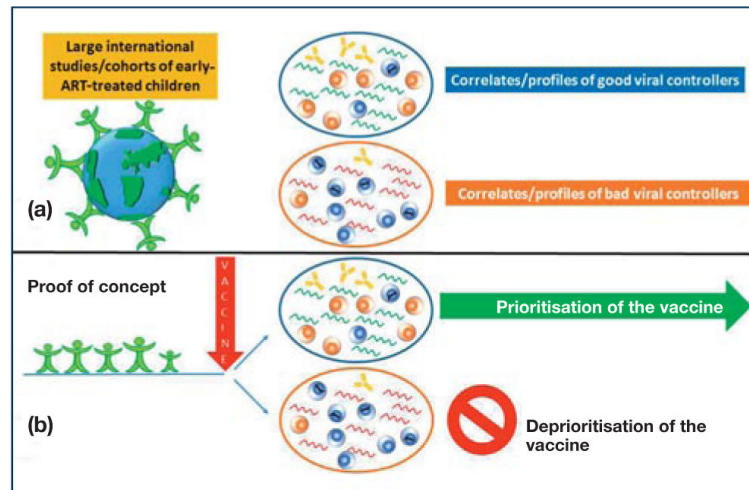 Large international
studies/cohorts of early-
ART-treated children
Correlates/profiles of good viral controllers
Correlates/profiles of bad viral controllers
(a)
Proof of concept
VACCINE
Prioritisation of the vaccine
Deprioritisation of the
vaccine
(b)